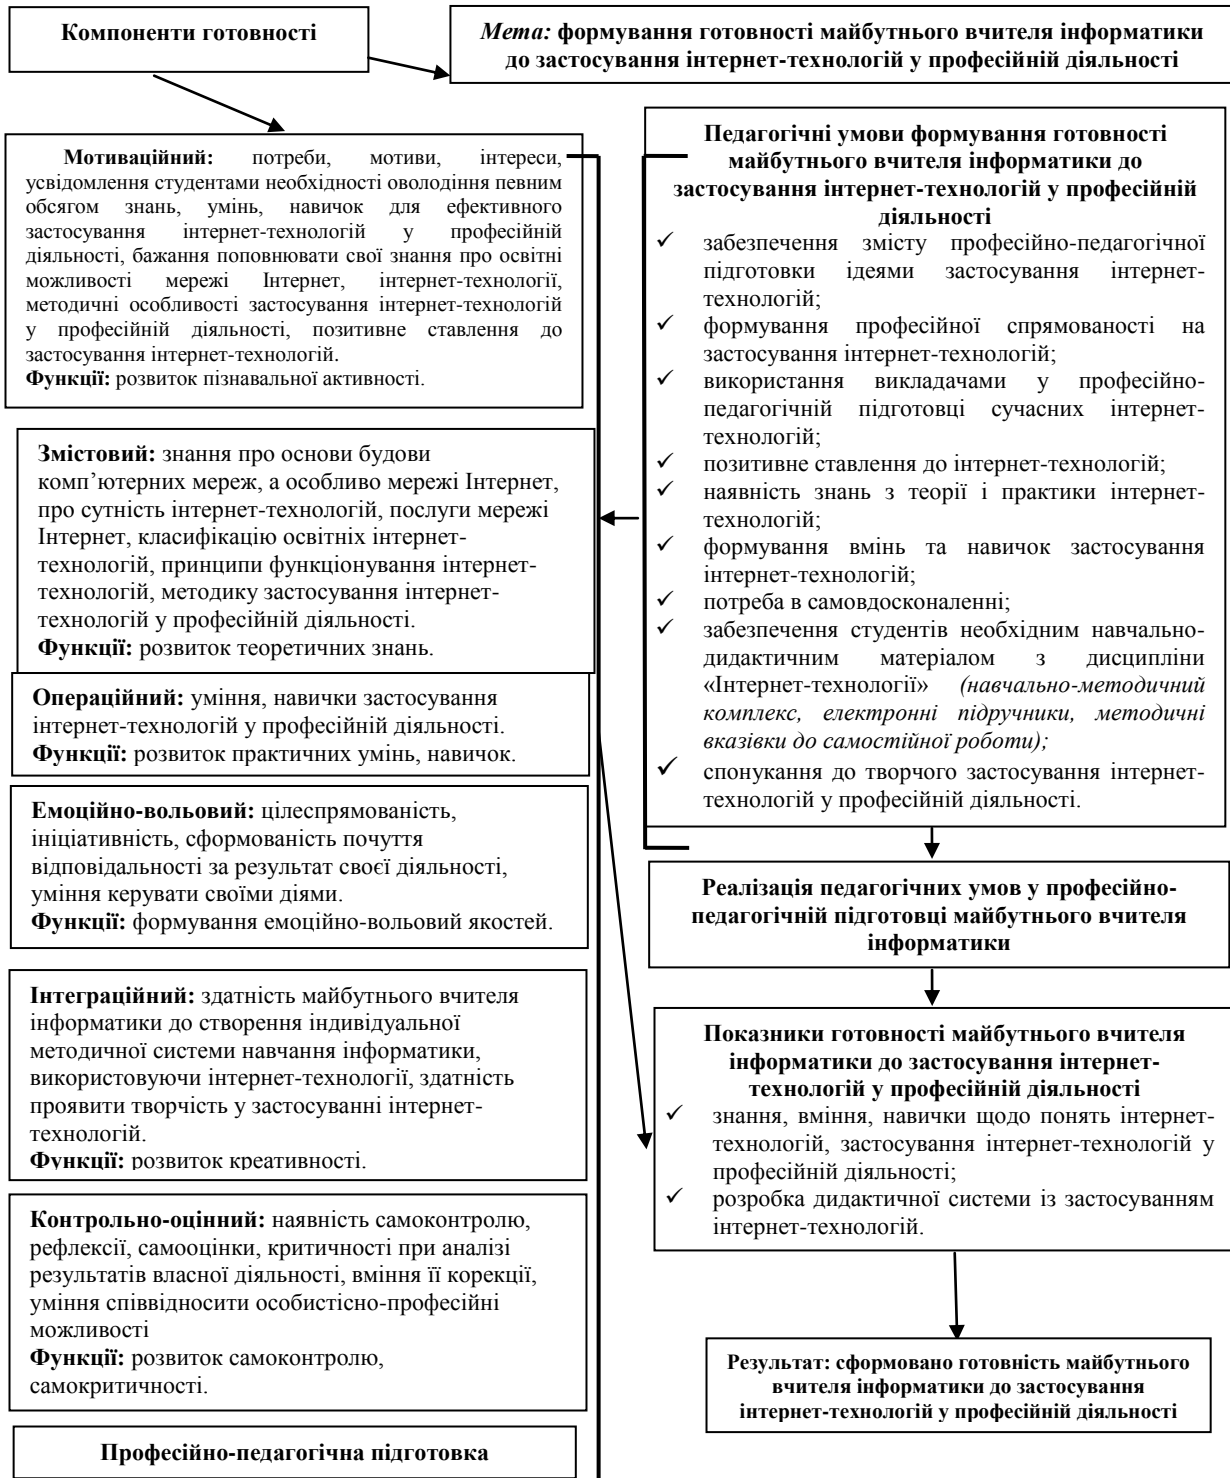 Компоненти готовності
Мета: формування готовності майбутнього вчителя інформатики
до застосування інтернет-технологій у професійній діяльності
Мотиваційний: потреби, мотиви, інтереси,
усвідомлення студентами необхідності оволодіння певним
обсягом знань, умінь, навичок для ефективного
застосування інтернет-технологій у професійній
діяльності, бажання поповнювати свої знання про освітні
можливості мережі Інтернет, інтернет-технології,
методичні особливості застосування інтернет-технологій
у професійній діяльності, позитивне ставлення до
застосування інтернет-технологій.
Функції: розвиток пізнавальної активності.
Змістовий: знання про основи будови
комп’ютерних мереж, а особливо мережі Інтернет,
про сутність інтернет-технологій, послуги мережі
Інтернет, класифікацію освітніх інтернет-
технологій, принципи функціонування інтернет-
технологій, методику застосування інтернет-
технологій у професійній діяльності.
Функції: розвиток теоретичних знань.
Операційний: уміння, навички застосування
інтернет-технологій у професійній діяльності.
Функції: розвиток практичних умінь, навичок.
Емоційно-вольовий: цілеспрямованість,
ініціативність, сформованість почуття
відповідальності за результат своєї діяльності,
уміння керувати своїми діями.
Функції: формування емоційно-вольовий якостей.
Інтеграційний: здатність майбутнього вчителя
інформатики до створення індивідуальної
методичної системи навчання інформатики,
використовуючи інтернет-технології, здатність
проявити творчість у застосуванні інтернет-
технологій.
Функції: розвиток креативності.
Контрольно-оцінний: наявність самоконтролю,
рефлексії, самооцінки, критичності при аналізі
результатів власної діяльності, вміння її корекції,
уміння співвідносити особистісно-професійні
можливості
Функції: розвиток самоконтролю,
самокритичності.
Професійно-педагогічна підготовка
Педагогічні умови формування готовності
майбутнього вчителя інформатики до
застосування інтернет-технологій у професійній
діяльності
✓ забезпечення змісту професійно-педагогічної
підготовки ідеями застосування інтернет-
технологій;
✓ формування професійної спрямованості на
застосування інтернет-технологій;
✓ використання викладачами у професійно-
педагогічній підготовці сучасних інтернет-
технологій;
✓ позитивне ставлення до інтернет-технологій;
✓ наявність знань з теорії і практики інтернет-
технологій;
✓ формування вмінь та навичок застосування
інтернет-технологій;
✓ потреба в самовдосконаленні;
✓ забезпечення студентів необхідним навчально-
дидактичним матеріалом з дисципліни
«Інтернет-технології» (навчально-методичний
комплекс, електронні підручники, методичні
вказівки до самостійної роботи);
✓ спонукання до творчого застосування інтернет-
технологій у професійній діяльності.
Реалізація педагогічних умов у професійно-
педагогічній підготовці майбутнього вчителя
інформатики
Показники готовності майбутнього вчителя
інформатики до застосування інтернет-
технологій у професійній діяльності
✓ знання, вміння, навички щодо понять інтернет-
технологій, застосування інтернет-технологій у
професійній діяльності;
✓ розробка дидактичної системи із застосуванням
інтернет-технологій.
Результат: сформовано готовність майбутнього
вчителя інформатики до застосування
інтернет-технологій у професійній діяльності